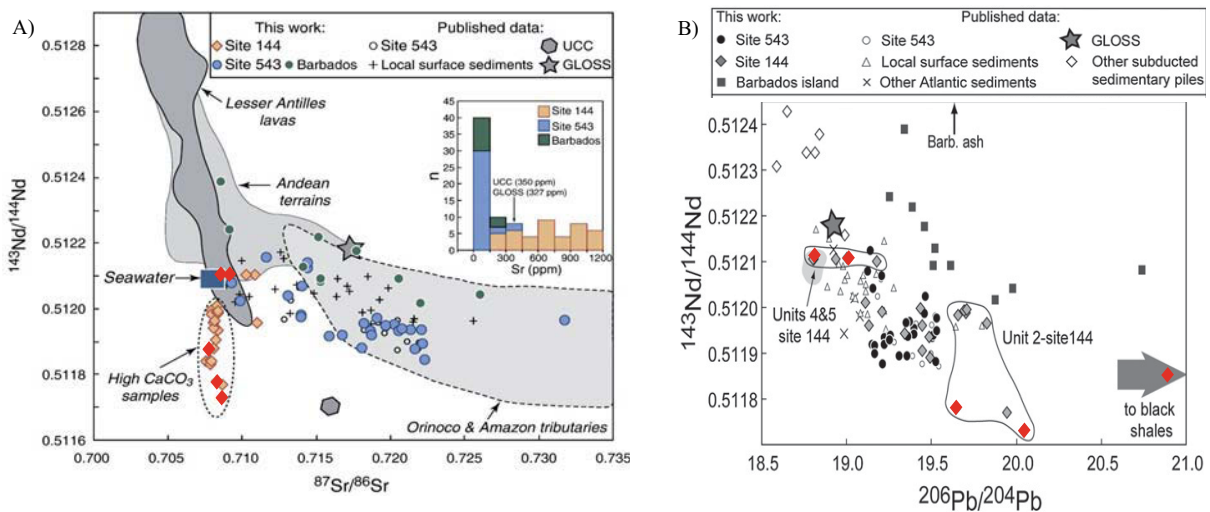 A)
0.5128
0.5126
0.5124
0.5122
0.5120
0.5118
0.5116
¹⁴³Nd/¹⁴⁴Nd
This work: Published data:
Site 144 Site 543 UCC
Site 543 Barbados Local surface sediments GLOSS
Lesser Antilles
lavas
Andean
terrains
Seawater
High CaCO₃
samples
Orinoco & Amazon tributaries
Site 144
Site 543
Barbados
UCC (350 ppm)
GLOSS (327 ppm)
n
45
40
35
30
25
20
15
10
5
0
0 300 600 900 1200
Sr (ppm)
0.700 0.705 0.710 0.715 0.720 0.725 0.730 0.735
⁸⁷Sr/⁸⁶Sr
B)
This work: Published data:
Site 543 Site 543 GLOSS
Site 144 Local surface sediments Other subducted
Barbados island Other Atlantic sediments sedimentary piles
0.5124
0.5122
0.5121
0.5120
0.5119
0.5118
¹⁴³Nd/¹⁴⁴Nd
Barb. ash
Units 4&5
site 144
Unit 2-site144
to black
shales
18.5 19.0 19.5 20.0 20.5 21.0
²⁰⁶Pb/²⁰⁴Pb